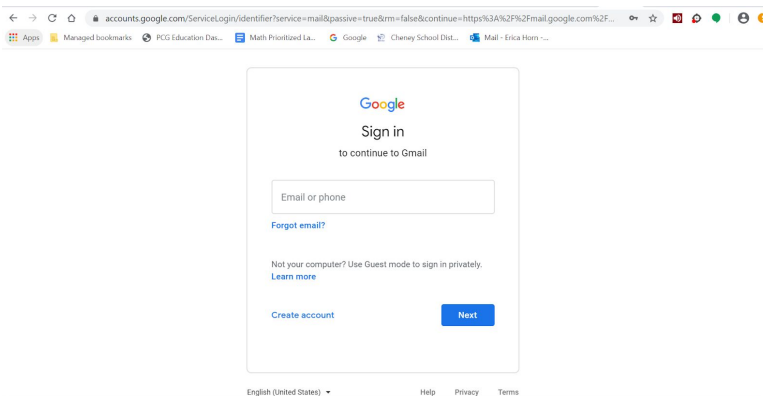 accounts.google.com/ServiceLogin/identifier?service=mail&passive=true&rm=false&continue=https%3A%2F%2Fmail.google.com%2F...
Apps Managed bookmarks PCG Education Das... Math Prioritized La... Google Cheney School Dist... Mail - Erica Horn -...
Google
Sign in
to continue to Gmail
Email or phone
Forgot email?
Not your computer? Use Guest mode to sign in privately.
Learn more
Create account Next
English (United States) Help Privacy Terms